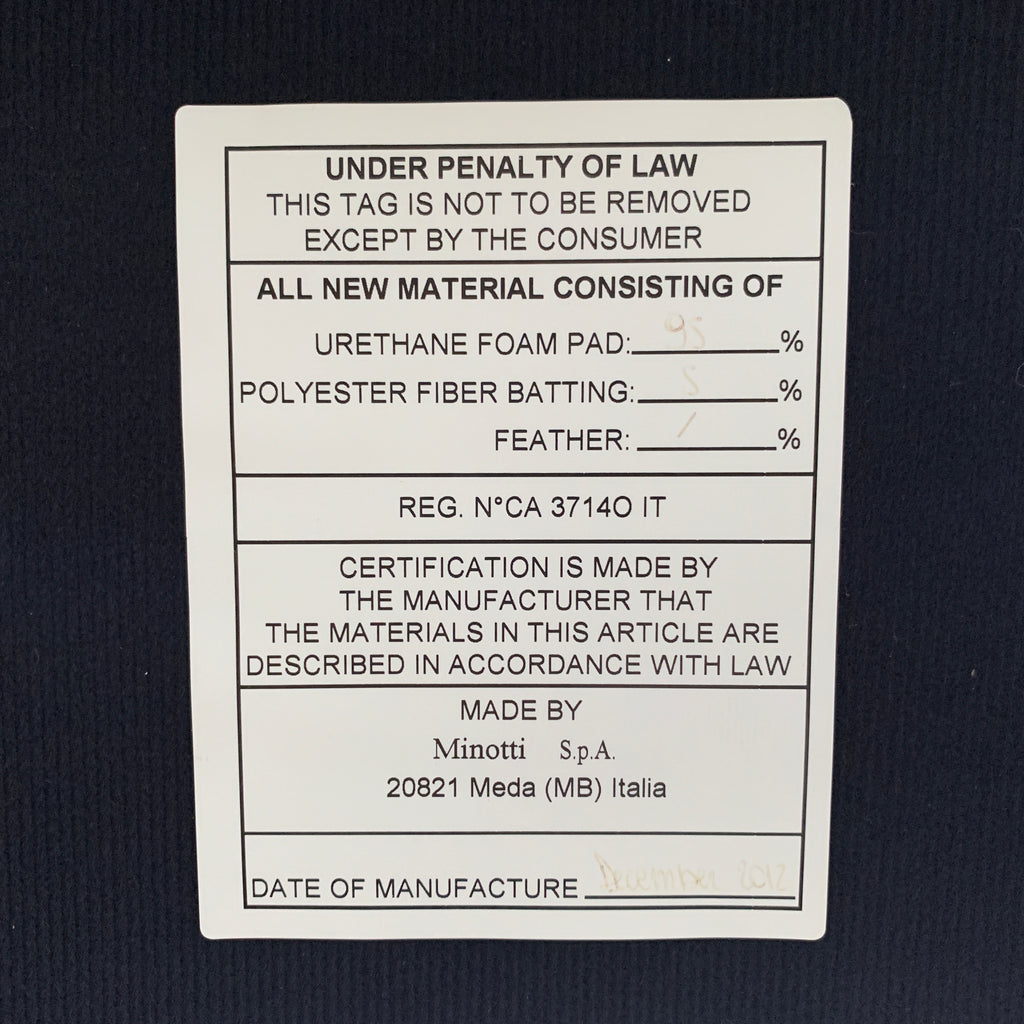 UNDER PENALTY OF LAW
THIS TAG IS NOT TO BE REMOVED
EXCEPT BY THE CONSUMER
ALL NEW MATERIAL CONSISTING OF
URETHANE FOAM PAD: 95 %
POLYESTER FIBER BATTING: 5 %
FEATHER: / %
REG. N°CA 3714O IT
CERTIFICATION IS MADE BY
THE MANUFACTURER THAT
THE MATERIALS IN THIS ARTICLE ARE
DESCRIBED IN ACCORDANCE WITH LAW
MADE BY
Minotti S.p.A.
20821 Meda (MB) Italia
DATE OF MANUFACTURE December 2012